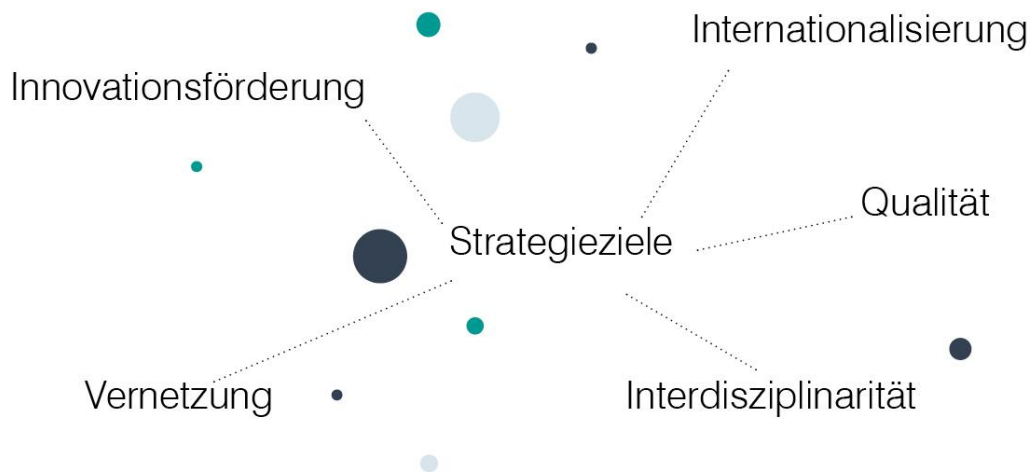 Internationalisierung
Innovationsförderung
Qualität
Strategieziele
Vernetzung
Interdisziplinarität